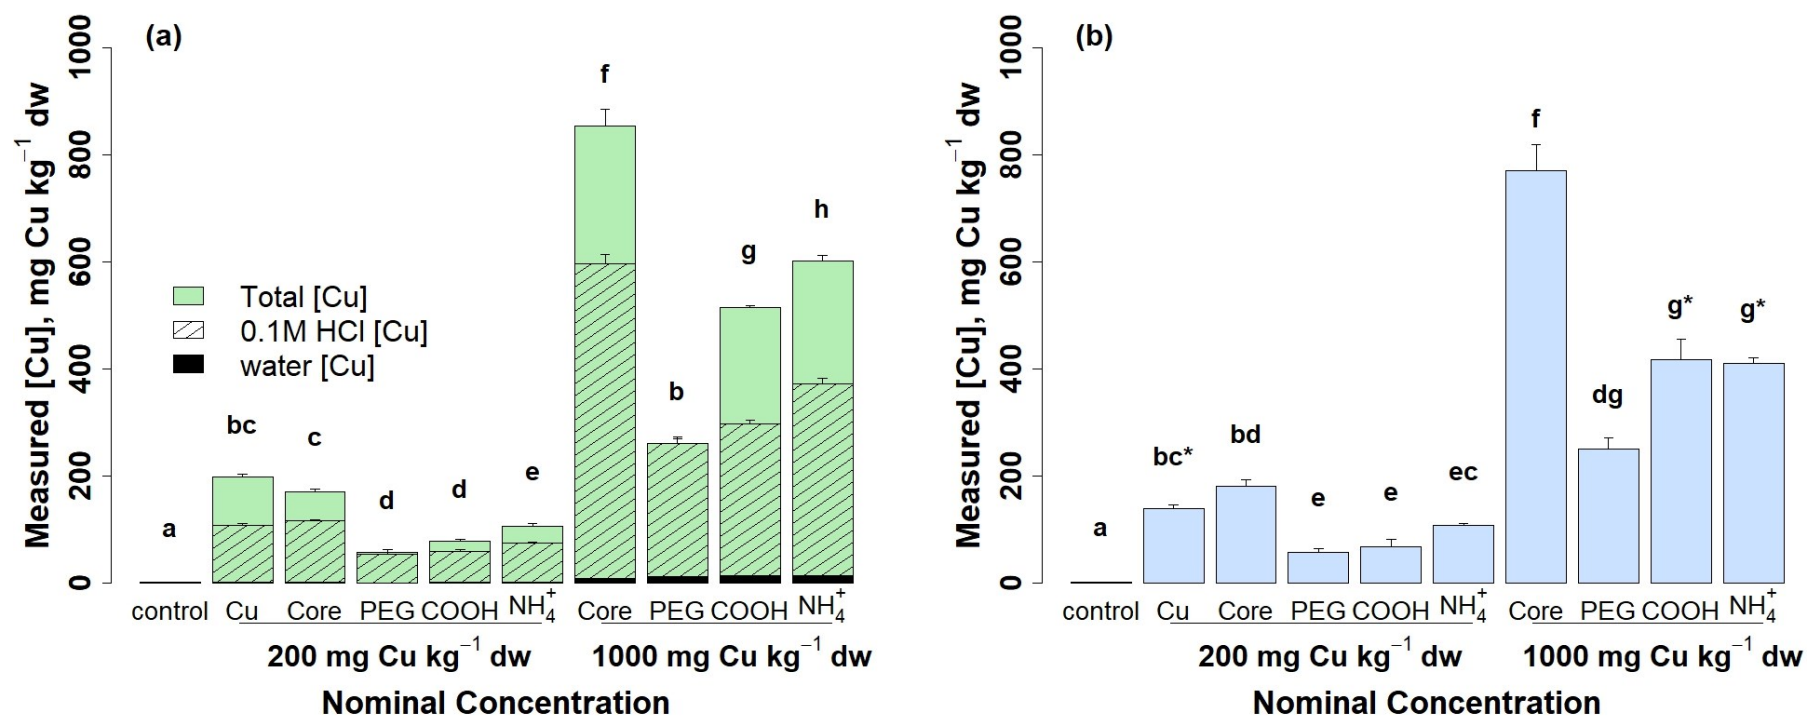 (a)
Measured [Cu], mg Cu kg⁻¹ dw
1000
800
600
400
200
0
Total [Cu]
0.1M HCl [Cu]
water [Cu]
a
bc
c
d
d
e
f
b
g
h
control Cu Core PEG COOH NH₄⁺ Core PEG COOH NH₄⁺
200 mg Cu kg⁻¹ dw 1000 mg Cu kg⁻¹ dw
Nominal Concentration
(b)
Measured [Cu], mg Cu kg⁻¹ dw
1000
800
600
400
200
0
a
bc*
bd
e
e
ec
f
dg
g*
g*
control Cu Core PEG COOH NH₄⁺ Core PEG COOH NH₄⁺
200 mg Cu kg⁻¹ dw 1000 mg Cu kg⁻¹ dw
Nominal Concentration